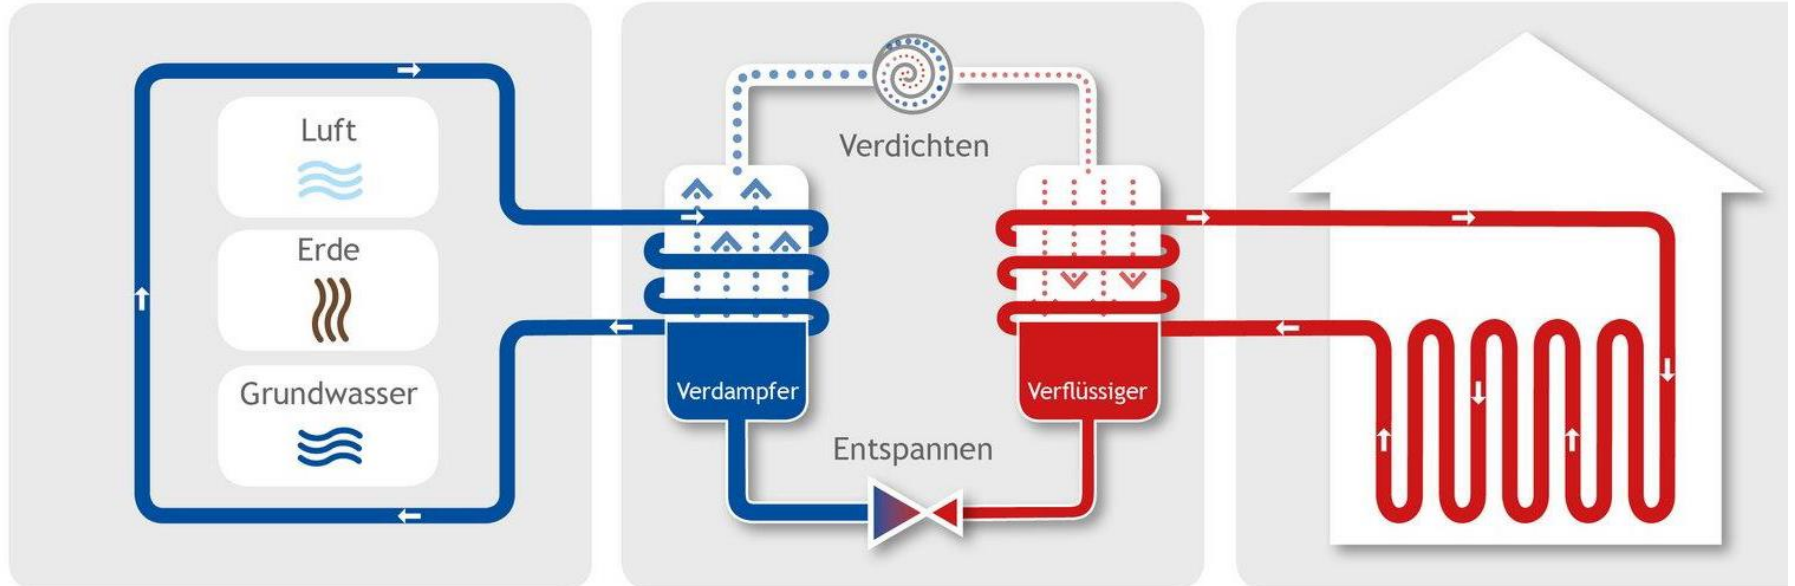 Luft
Erde
Grundwasser
Verdichten
Verdampfer
Verflüssiger
Entspannen